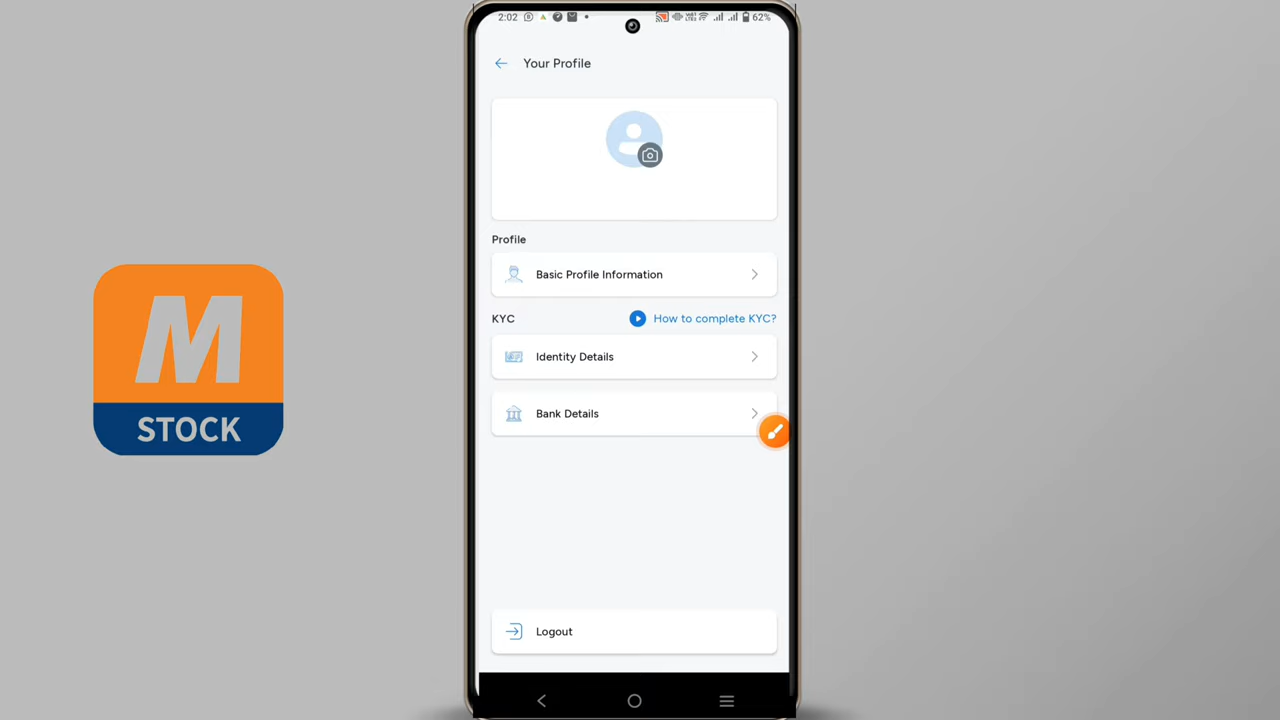 2:02
62%
Your Profile
Profile
Basic Profile Information
KYC
How to complete KYC?
Identity Details
Bank Details
Logout
M
STOCK